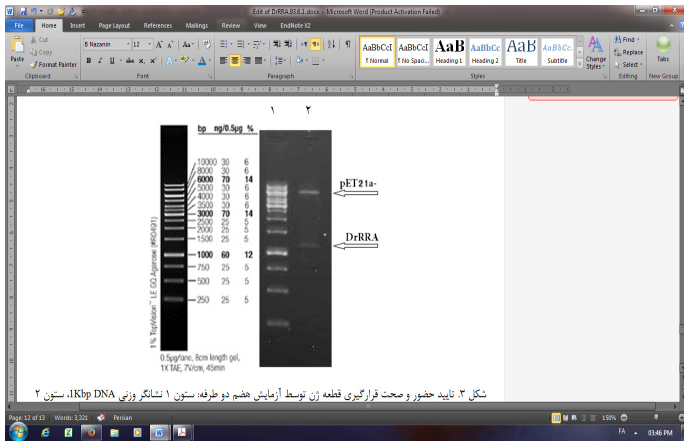 Edit of DrRRA.93.6.1.docx - Microsoft Word (Product Activation Failed)
File Home Insert Page Layout References Mailings Review View EndNote X2
Cut
Copy
Format Painter
Paste
Clipboard
B Nazanin 12
Font
Paragraph
AaBbCcI AaBbCcI AaB AaBbCc AaB AaBbCc.
¶ Normal ¶ No Spaci... Heading 1 Heading 2 Title Subtitle
Styles
Change Styles
Find
Replace
Select
Editing
Tabs
New Group
۱ ۲
bp ng/0.5µg %
10000 30 6
8000 30 6
6000 70 14
5000 30 6
4000 30 6
3500 30 6
3000 70 14
2500 25 5
2000 25 5
1500 25 5
1000 60 12
750 25 5
500 25 5
250 25 5
1% TopVision™ LE GQ Agarose (#R0491)
0.5µg/lane, 8cm length gel,
1X TAE, 7V/cm, 45min
pET21a-
DrRRA
شکل ۳. تایید حضور و صحت قرارگیری قطعه ژن توسط آزمایش هضم دو طرفه: ستون ۱ نشانگر وزنی 1Kbp DNA، ستون ۲
Page: 12 of 13 Words: 3,321 Persian 150%
FA 03:46 PM